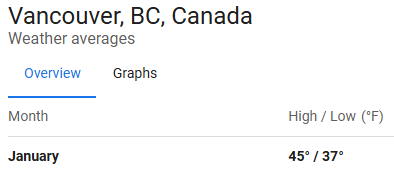 Vancouver, BC, Canada
Weather averages
Overview Graphs
Month High / Low (°F)
January 45° / 37°